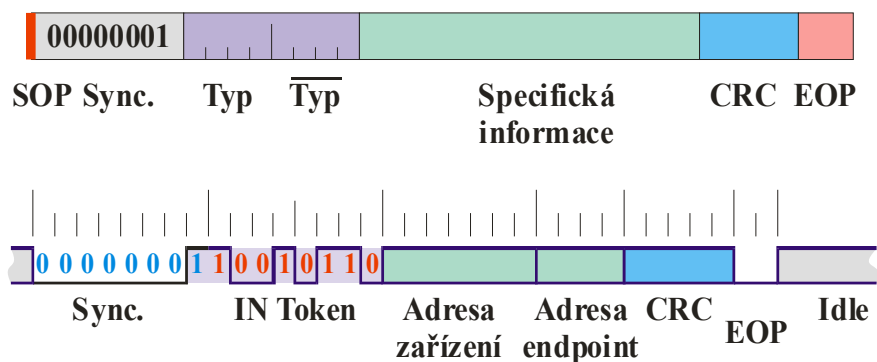 00000001
SOP Sync. Typ Typ Specifická informace CRC EOP
0 0 0 0 0 0 0 1 1 0 0 1 0 1 1 0
Sync. IN Token Adresa zařízení Adresa endpoint CRC EOP Idle